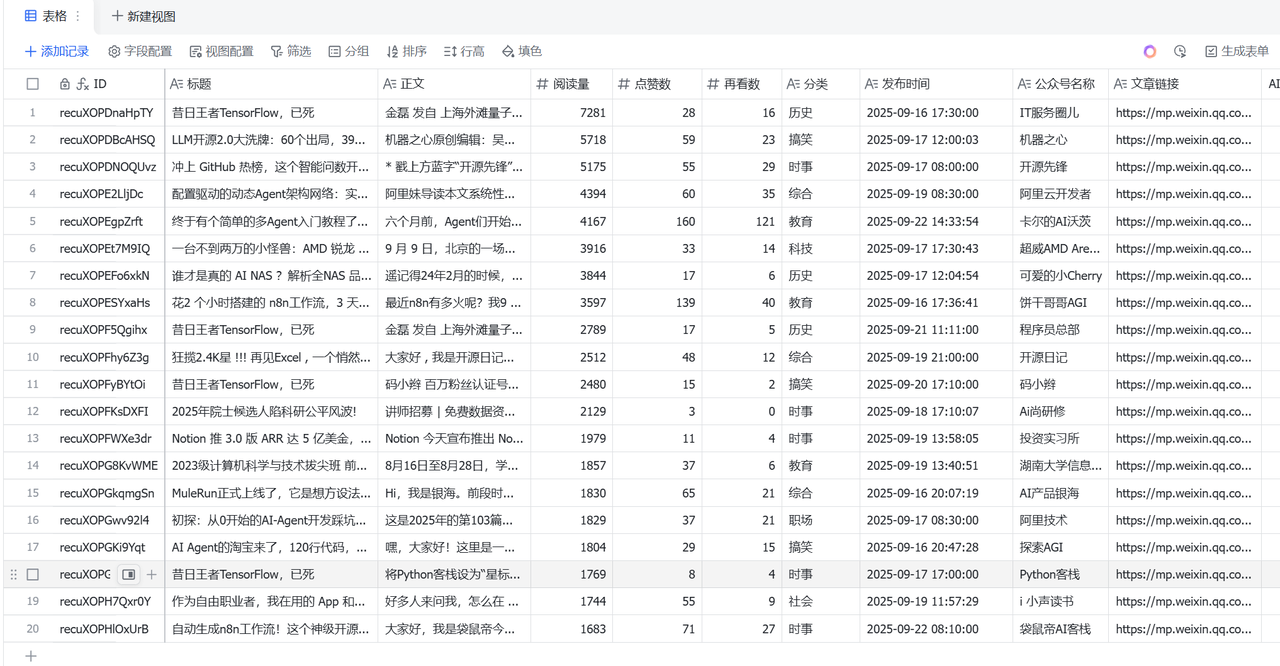 表格
新建视图
添加记录 字段配置 视图配置 筛选 分组 排序 行高 填色 生成表单
ID 标题 正文 阅读量 点赞数 再看数 分类 发布时间 公众号名称 文章链接 AI
1 recuXOPDnaHpTY 昔日王者TensorFlow，已死 金磊 发自 上海外滩量子... 7281 28 16 历史 2025-09-16 17:30:00 IT服务圈儿 https://mp.weixin.qq.co...
2 recuXOPDBcAHSQ LLM开源2.0大洗牌：60个出局，39... 机器之心原创编辑：吴... 5718 59 23 搞笑 2025-09-17 12:00:03 机器之心 https://mp.weixin.qq.co...
3 recuXOPDNOQUvz 冲上 GitHub 热榜，这个智能问数开... * 戳上方蓝字“开源先锋”... 5175 55 29 时事 2025-09-17 08:00:00 开源先锋 https://mp.weixin.qq.co...
4 recuXOPE2LljDc 配置驱动的动态Agent架构网络：实... 阿里妹导读本文系统性... 4394 60 35 综合 2025-09-19 08:30:00 阿里云开发者 https://mp.weixin.qq.co...
5 recuXOPEgpZrft 终于有个简单的多Agent入门教程了... 六个月前，Agent们开始... 4167 160 121 教育 2025-09-22 14:33:54 卡尔的AI沃茨 https://mp.weixin.qq.co...
6 recuXOPEt7M9IQ 一台不到两万的小怪兽：AMD 锐龙 ... 9 月 9 日，北京的一场... 3916 33 14 科技 2025-09-17 17:30:43 超威AMD Are... https://mp.weixin.qq.co...
7 recuXOPEFo6xkN 谁才是真的 AI NAS ？解析全NAS 品... 遥记得24年2月的时候，... 3844 17 6 历史 2025-09-17 12:04:54 可爱的小Cherry https://mp.weixin.qq.co...
8 recuXOPESYxaHs 花2 个小时搭建的 n8n工作流，3 天... 最近n8n有多火呢？我9 ... 3597 139 40 教育 2025-09-16 17:36:41 饼干哥哥AGI https://mp.weixin.qq.co...
9 recuXOPF5Qgihx 昔日王者TensorFlow，已死 金磊 发自 上海外滩量子... 2789 17 5 历史 2025-09-21 11:11:00 程序员总部 https://mp.weixin.qq.co...
10 recuXOPFhy6Z3g 狂揽2.4K星 !!! 再见Excel , 一个悄然... 大家好 , 我是开源日记... 2512 48 12 综合 2025-09-19 21:00:00 开源日记 https://mp.weixin.qq.co...
11 recuXOPFyBYtOi 昔日王者TensorFlow，已死 码小辫 百万粉丝认证号... 2480 15 2 搞笑 2025-09-20 17:10:00 码小辫 https://mp.weixin.qq.co...
12 recuXOPFKsDXFI 2025年院士候选人陷科研公平风波! 讲师招募 | 免费数据资... 2129 3 0 时事 2025-09-18 17:10:07 Ai尚研修 https://mp.weixin.qq.co...
13 recuXOPFWXe3dr Notion 推 3.0 版 ARR 达 5 亿美金，... Notion 今天宣布推出 No... 1979 11 4 时事 2025-09-19 13:58:05 投资实习所 https://mp.weixin.qq.co...
14 recuXOPG8KvWME 2023级计算机科学与技术拔尖班 前... 8月16日至8月28日，学... 1857 37 6 教育 2025-09-19 13:40:51 湖南大学信息... https://mp.weixin.qq.co...
15 recuXOPGkqmgSn MuleRun正式上线了，它是想方设法... Hi，我是银海。前段时... 1830 65 21 综合 2025-09-16 20:07:19 AI产品银海 https://mp.weixin.qq.co...
16 recuXOPGwv92l4 初探：从0开始的AI-Agent开发踩坑... 这是2025年的第103篇... 1829 37 21 职场 2025-09-17 08:30:00 阿里技术 https://mp.weixin.qq.co...
17 recuXOPGKi9Yqt AI Agent的淘宝来了，120行代码，... 嘿，大家好！这里是一... 1804 29 15 搞笑 2025-09-16 20:47:28 探索AGI https://mp.weixin.qq.co...
recuXOPG 昔日王者TensorFlow，已死 将Python客栈设为“星标... 1769 8 4 时事 2025-09-17 17:00:00 Python客栈 https://mp.weixin.qq.co...
19 recuXOPH7Qxr0Y 作为自由职业者，我在用的 App 和... 好多人来问我，怎么在 ... 1744 55 9 社会 2025-09-19 11:57:29 i 小声读书 https://mp.weixin.qq.co...
20 recuXOPHlOxUrB 自动生成n8n工作流！这个神级开源... 大家好，我是袋鼠帝今... 1683 71 27 时事 2025-09-22 08:10:00 袋鼠帝AI客栈 https://mp.weixin.qq.co...